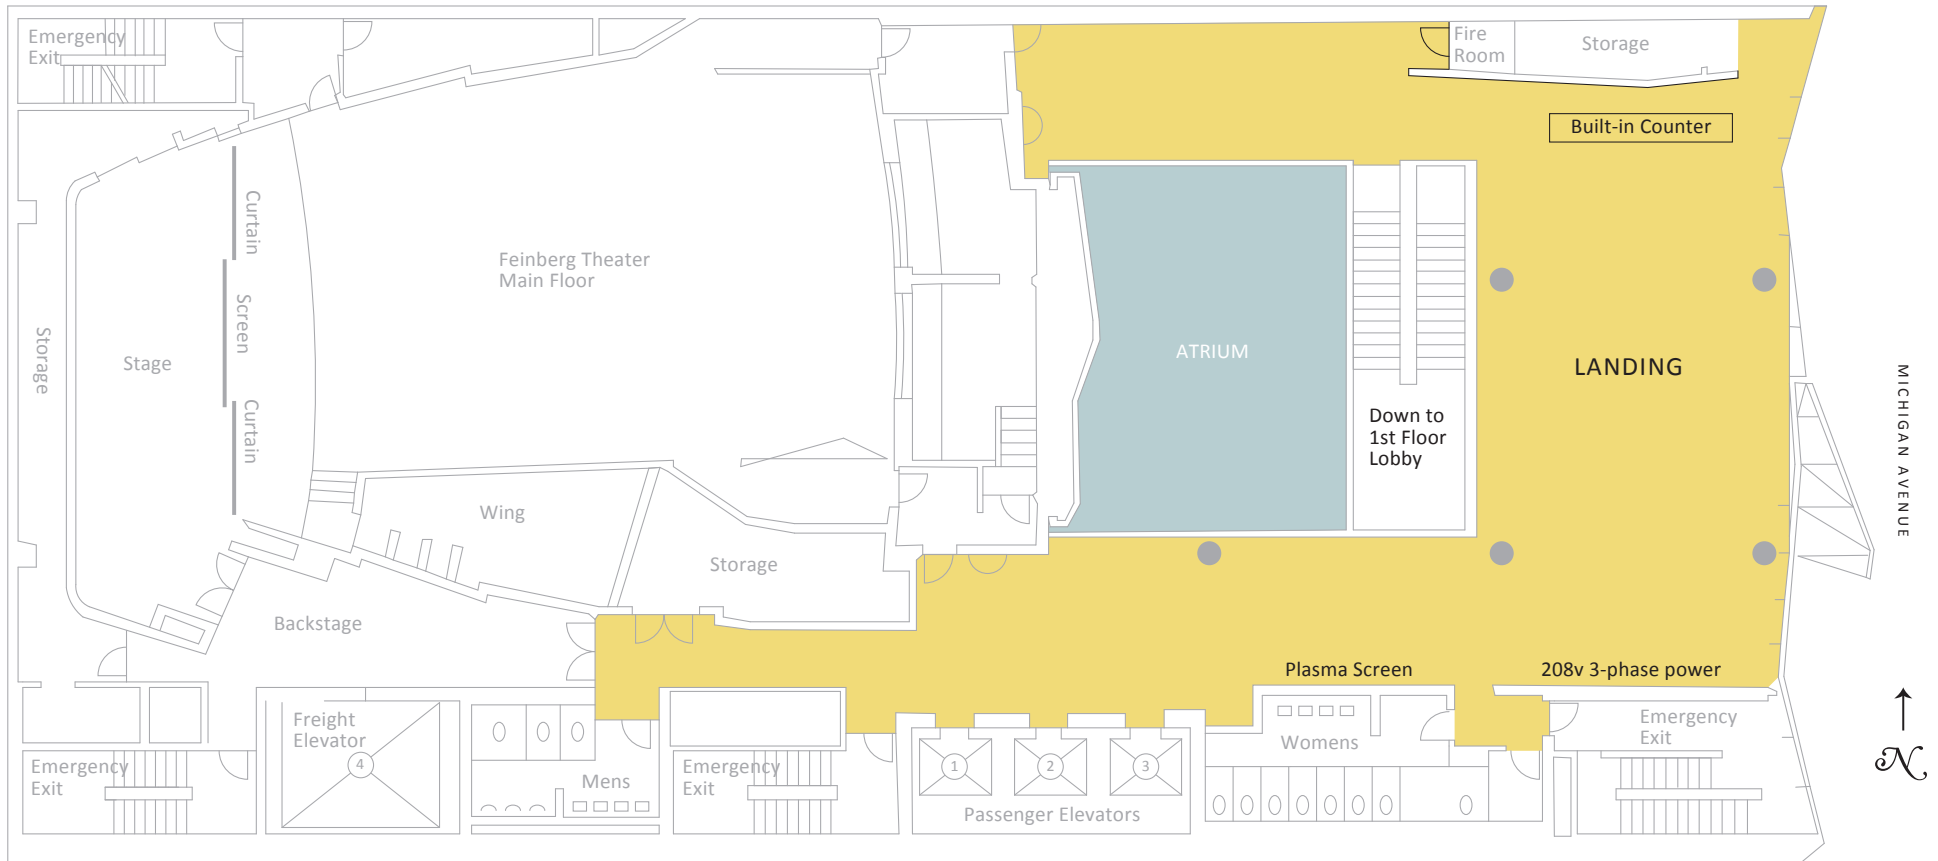 Emergency
Exit
Fire
Room
Storage
Built-in Counter
Curtain
Feinberg Theater
Main Floor
Screen
Storage
Stage
ATRIUM
LANDING
MICHIGAN AVENUE
Curtain
Down to
1st Floor
Lobby
Wing
Storage
Backstage
Plasma Screen
208v 3-phase power
Freight
Elevator
4
Emergency
Exit
Mens
Emergency
Exit
1
2
3
Passenger Elevators
Womens
Emergency
Exit
N